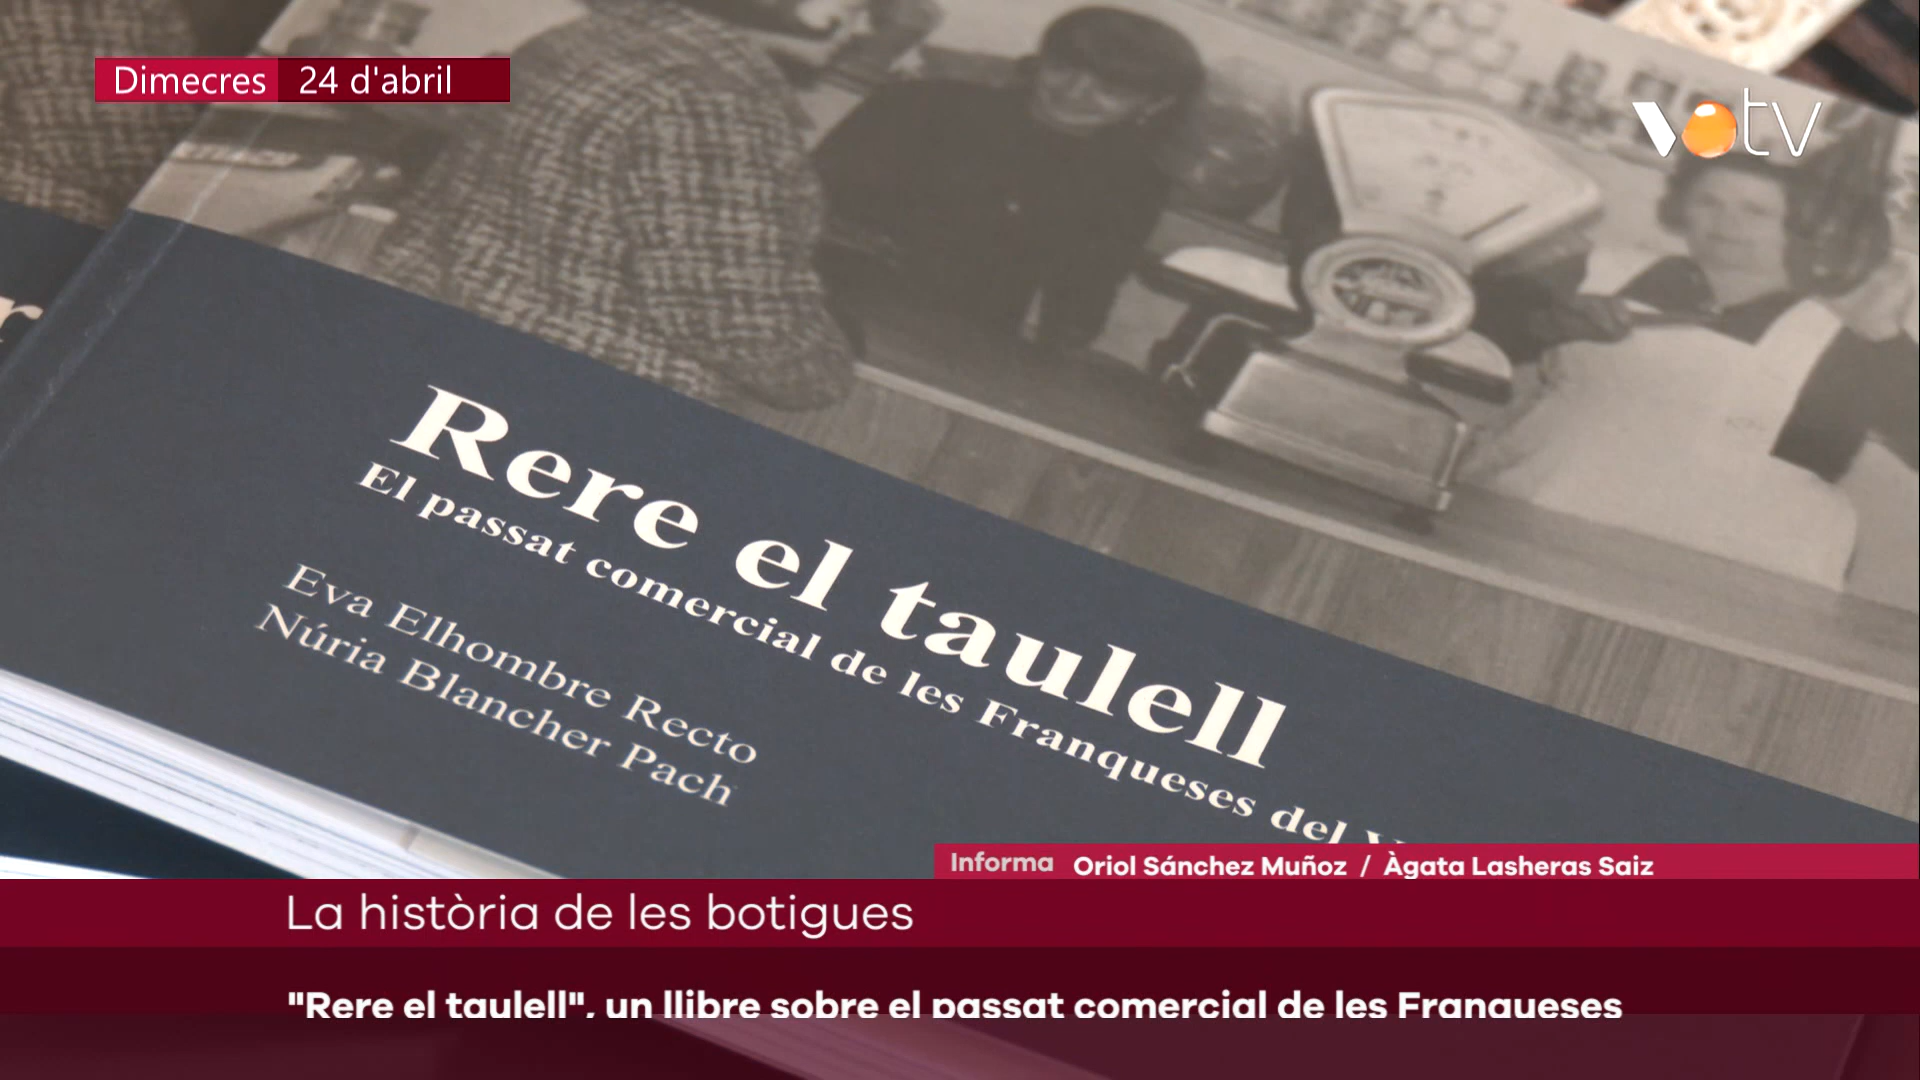 Dimecres 24 d'abril
votv
Rere el taulell
El passat comercial de les Franqueses del
Eva Elhombre Recto
Núria Blancher Pach
Informa Oriol Sánchez Muñoz / Àgata Lasheras Saiz
La història de les botigues
"Rere el taulell", un llibre sobre el passat comercial de les Franqueses